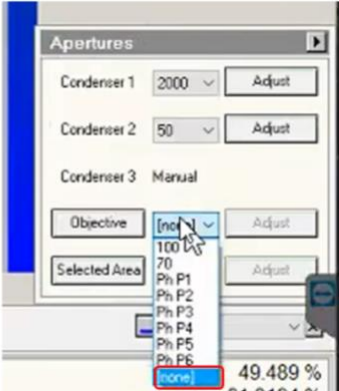 Apertures
Condenser 1 2000 Adjust
Condenser 2 50 Adjust
Condenser 3 Manual
Objective [none] Adjust
100
70
Selected Area Adjust
Ph P1
Ph P2
Ph P3
Ph P4
Ph P5
Ph P6
[none] 49.489 %